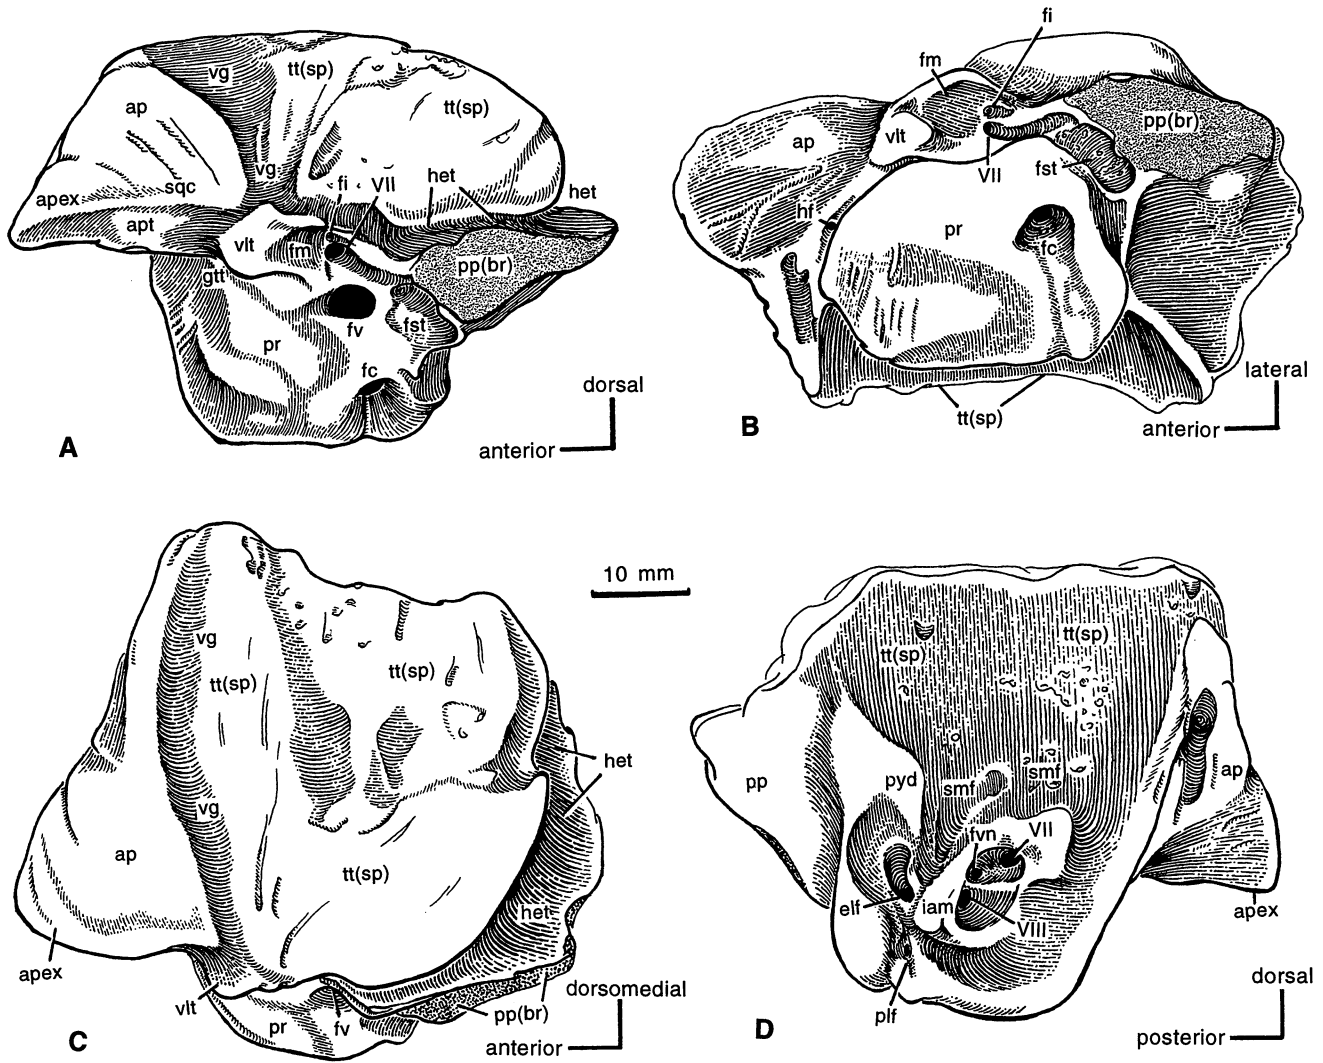 vg
tt(sp)
tt(sp)
ap
vg
sqc
apex
fi
VII
het
het
apt
vlt
fm
pp(br)
gtt
fv
fst
pr
fc
dorsal
anterior
A
fi
fm
ap
vlt
pp(br)
VII
fst
hf
pr
fc
tt(sp)
lateral
anterior
B
10 mm
vg
tt(sp)
tt(sp)
het
vg
ap
tt(sp)
het
apex
vlt
pr
fv
pp(br)
dorsomedial
anterior
C
tt(sp)
tt(sp)
pp
pyd
smf
smf
ap
fvn
VII
elf
iam
VIII
apex
plf
dorsal
posterior
D